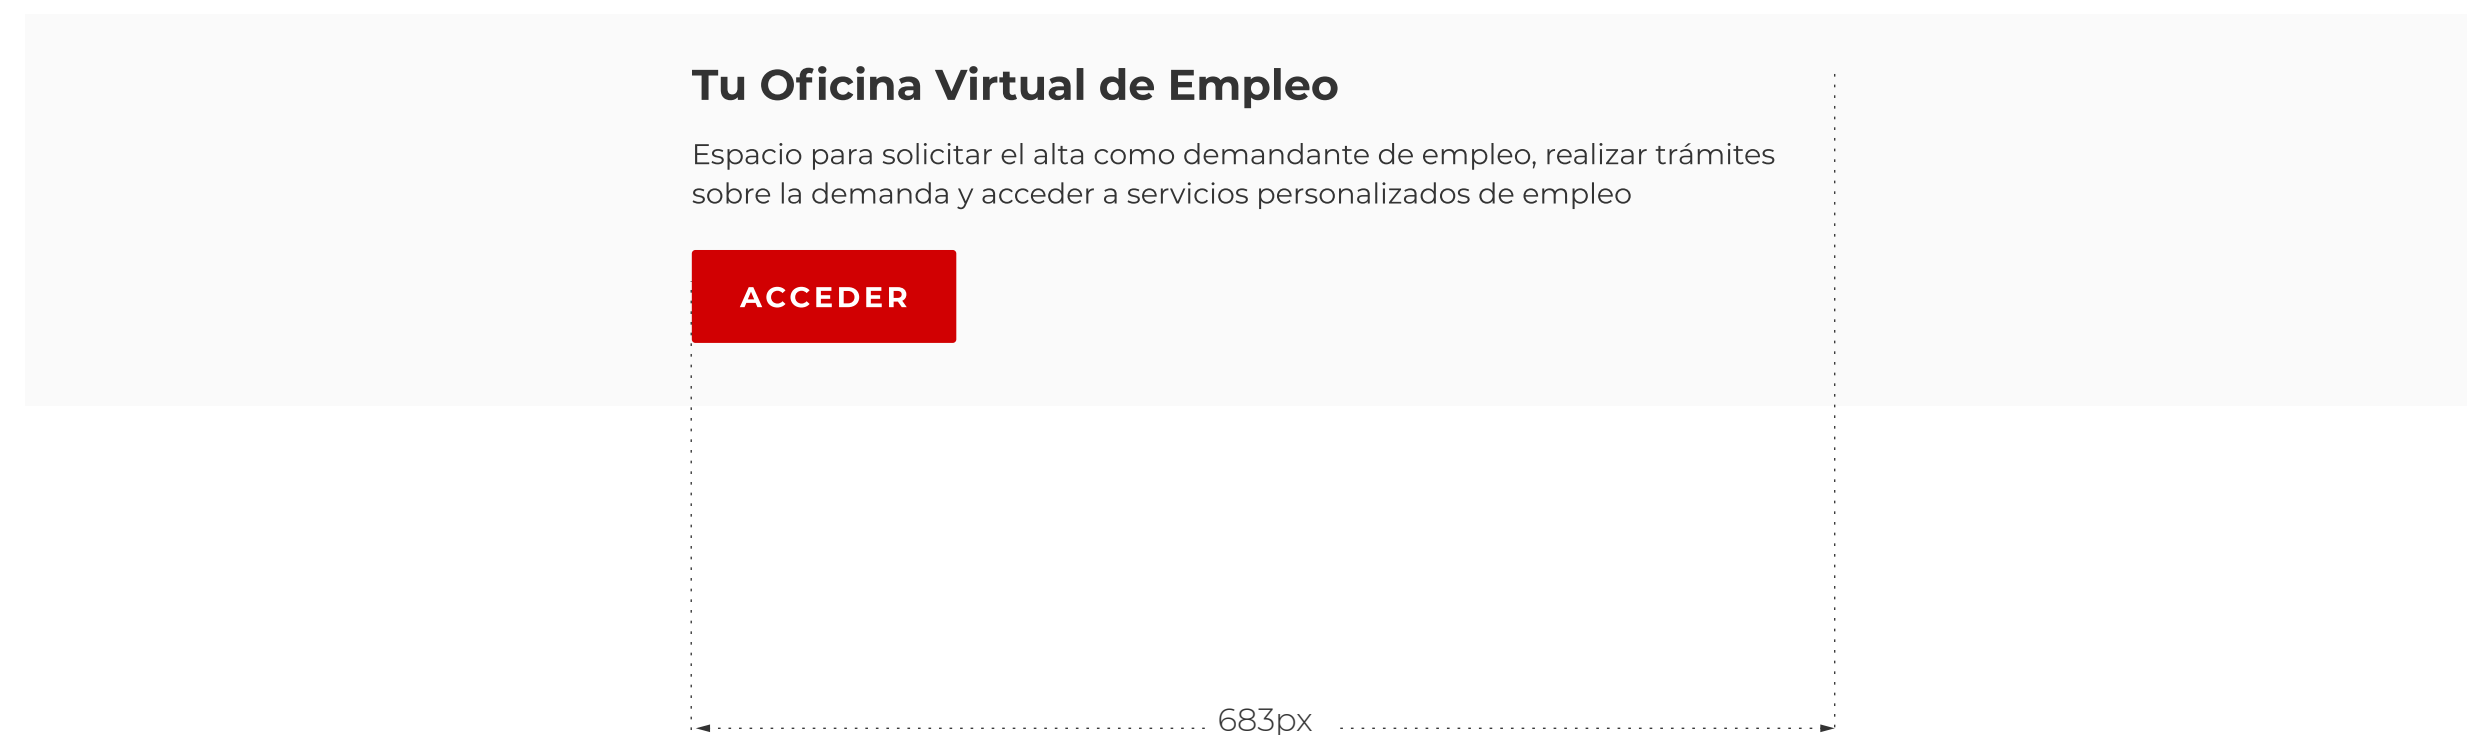 Tu Oficina Virtual de Empleo
Espacio para solicitar el alta como demandante de empleo, realizar trámites
sobre la demanda y acceder a servicios personalizados de empleo
ACCEDER
683px